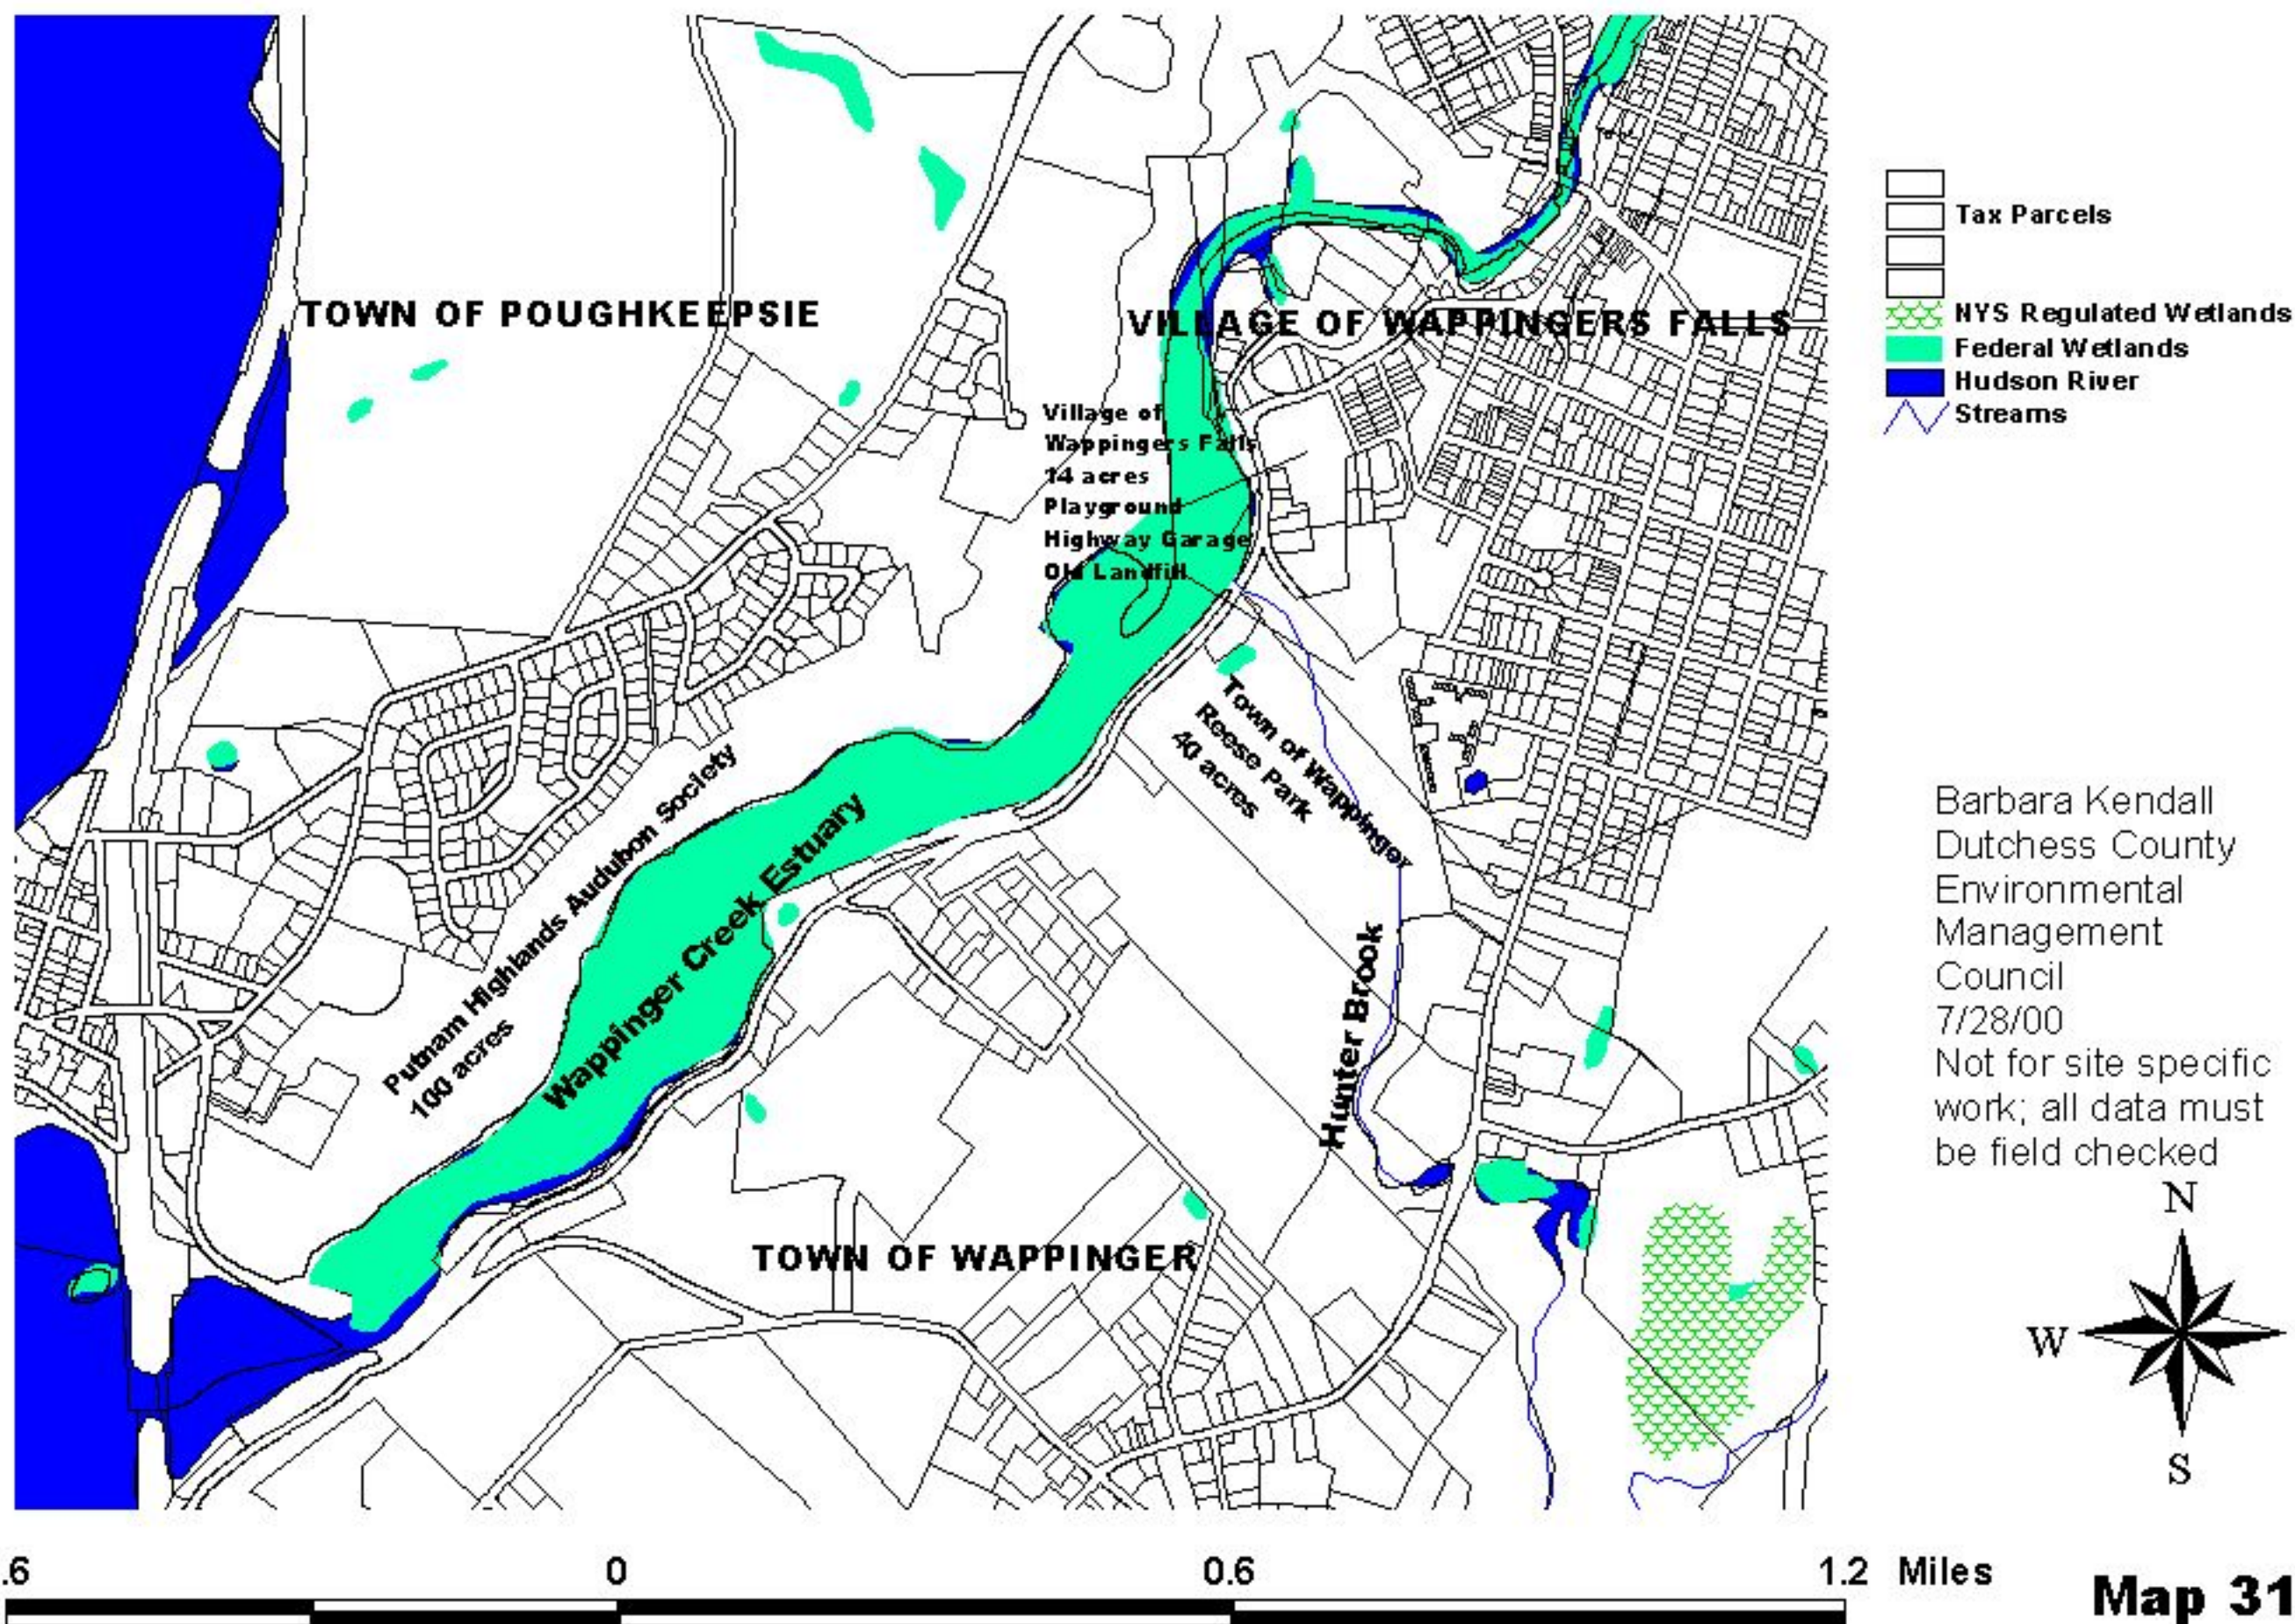 TOWN OF POUGHKEEPSIE
VILLAGE OF WAPPINGERS FALLS
Village of
Wappingers Falls
14 acres
Playground
Highway Garage
Old Landfill
Town of Wappinger
Reese Park
40 acres
Putnam Highlands Audubon Society
100 acres
Wappinger Creek Estuary
Hunter Brook
TOWN OF WAPPINGER
Tax Parcels
NYS Regulated Wetlands
Federal Wetlands
Hudson River
Streams
Barbara Kendall
Dutchess County
Environmental
Management
Council
7/28/00
Not for site specific
work; all data must
be field checked
N
W
S
.6 0 0.6 1.2 Miles
Map 31